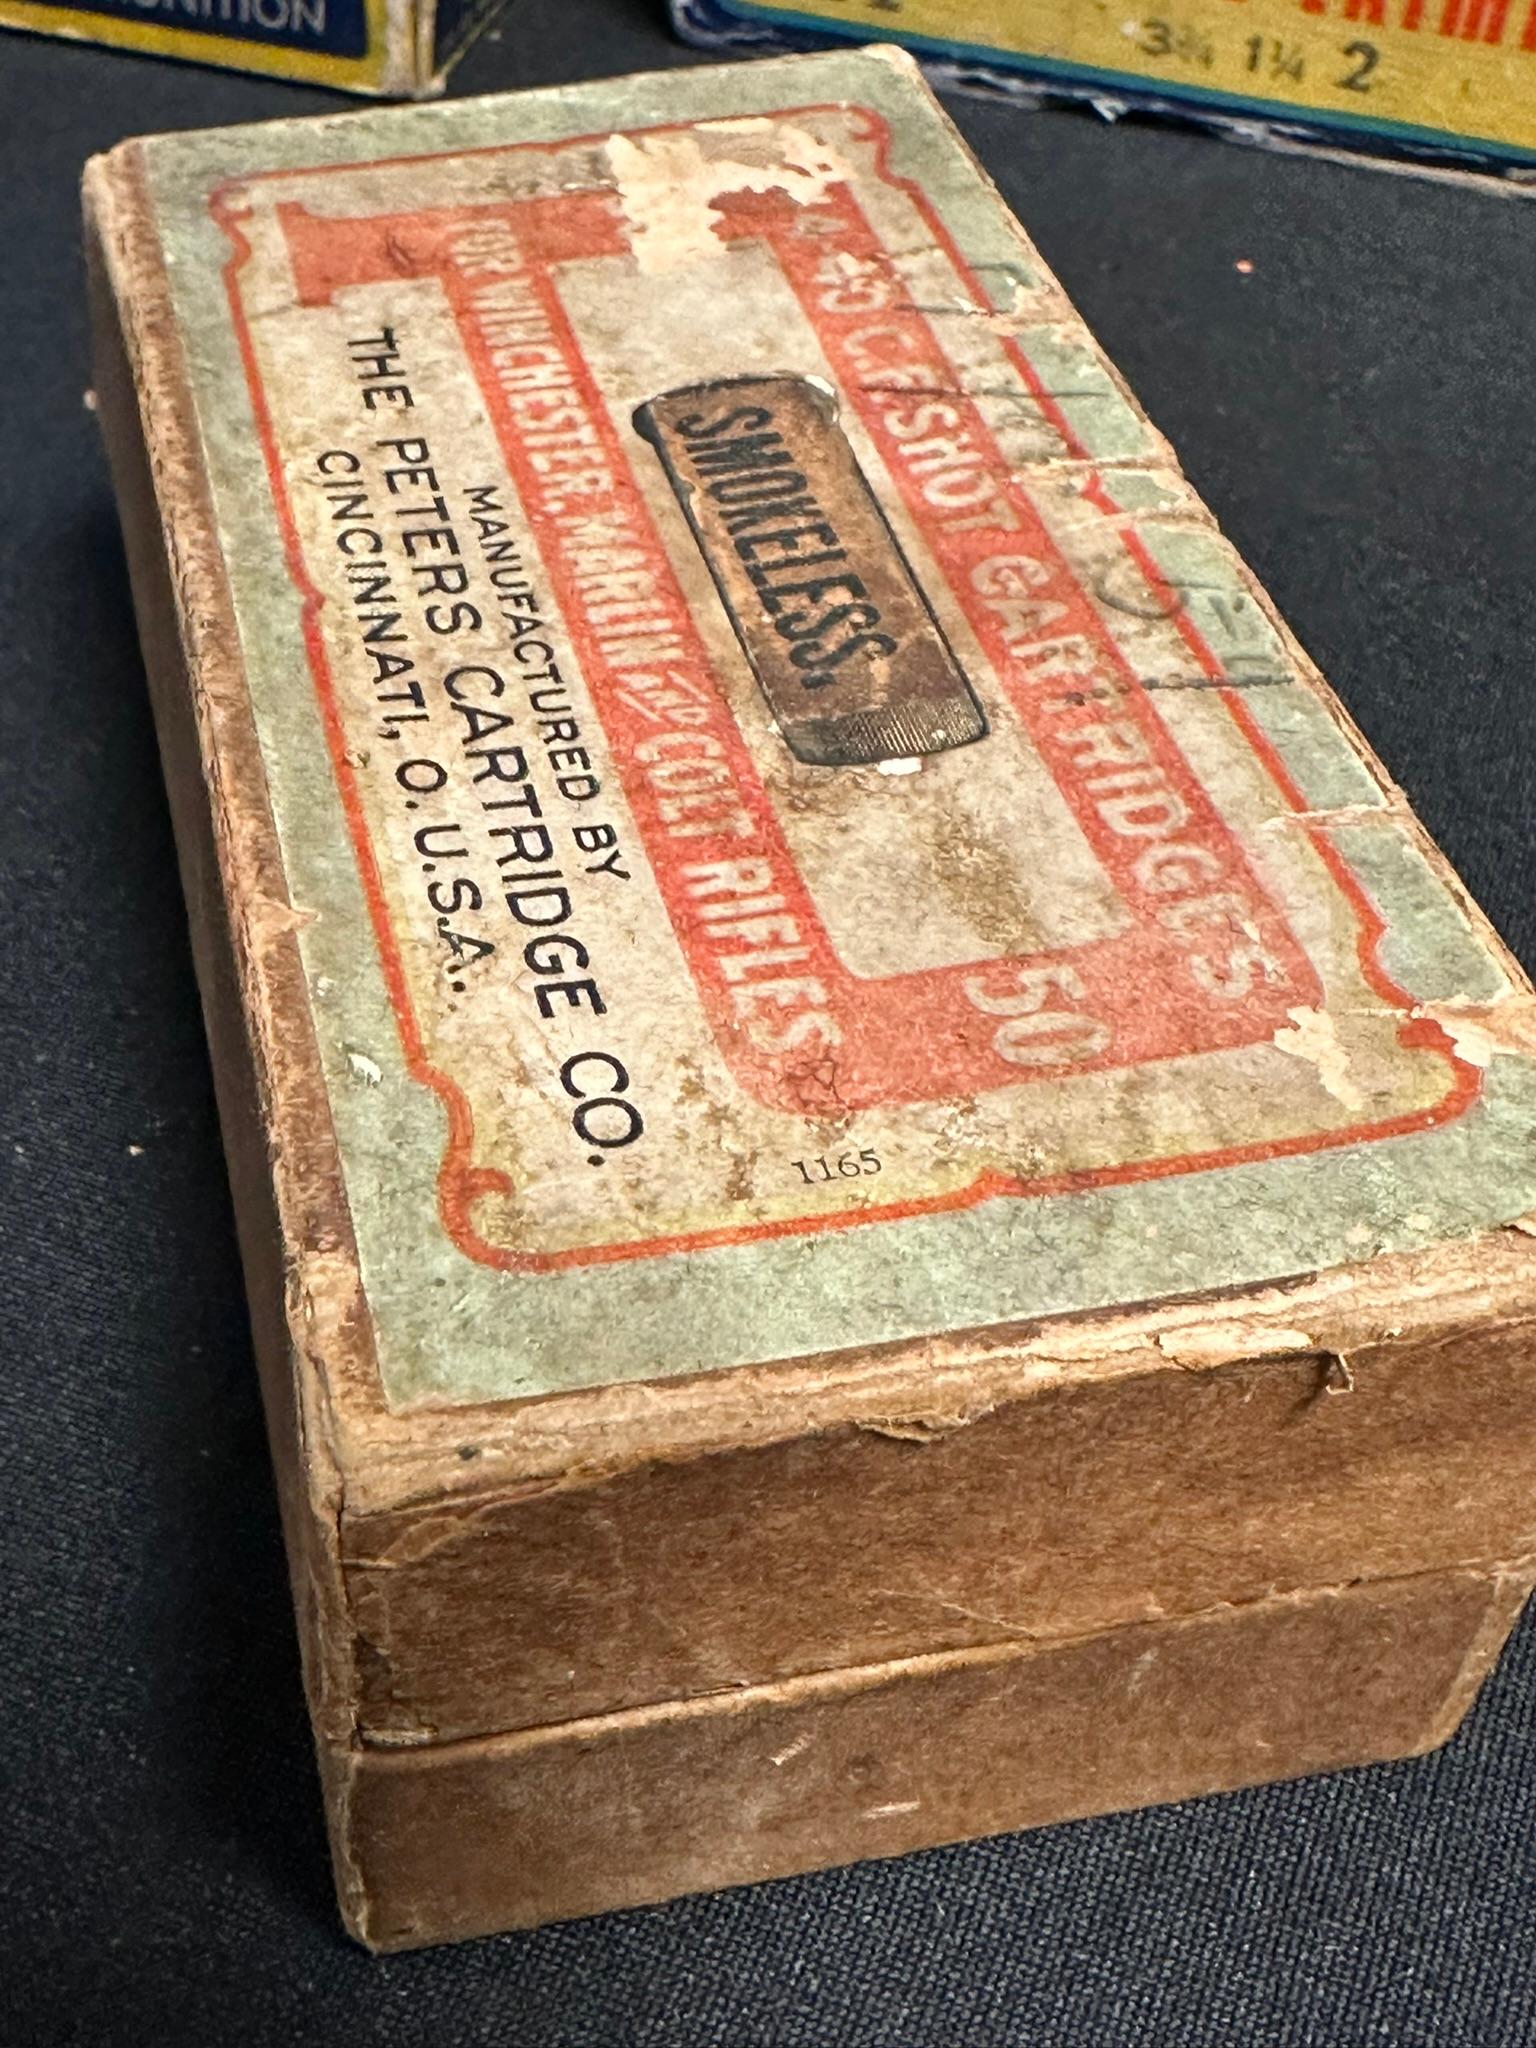 3¾ 1¼ 2
C.F. SHOT CARTRIDGES
50
SMOKELESS.
FOR WINCHESTER, MARLIN AND COLT RIFLES
MANUFACTURED BY
THE PETERS CARTRIDGE CO.
CINCINNATI, O. U.S.A.
1165